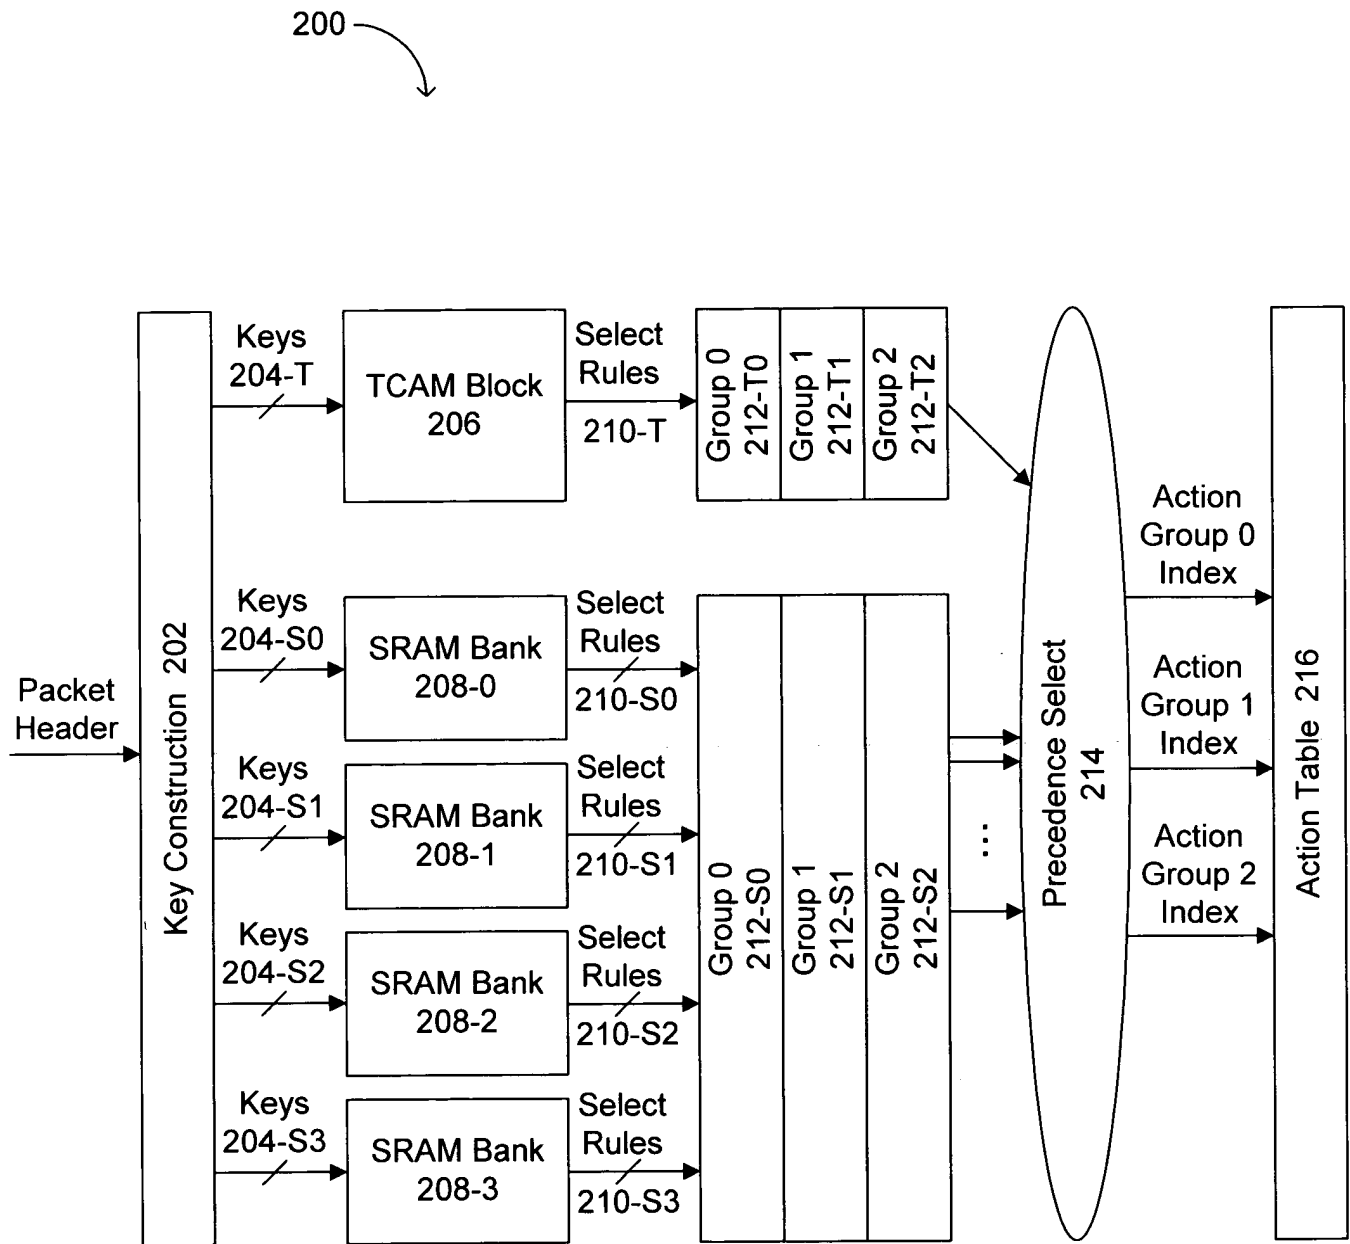 200
Keys
204-T
TCAM Block
206
Select
Rules
210-T
Group 0
212-T0
Group 1
212-T1
Group 2
212-T2
Packet
Header
Key Construction 202
Keys
204-S0
SRAM Bank
208-0
Select
Rules
210-S0
Keys
204-S1
SRAM Bank
208-1
Select
Rules
210-S1
Keys
204-S2
SRAM Bank
208-2
Select
Rules
210-S2
Keys
204-S3
SRAM Bank
208-3
Select
Rules
210-S3
Group 0
212-S0
Group 1
212-S1
Group 2
212-S2
...
Precedence Select
214
Action
Group 0
Index
Action
Group 1
Index
Action
Group 2
Index
Action Table 216